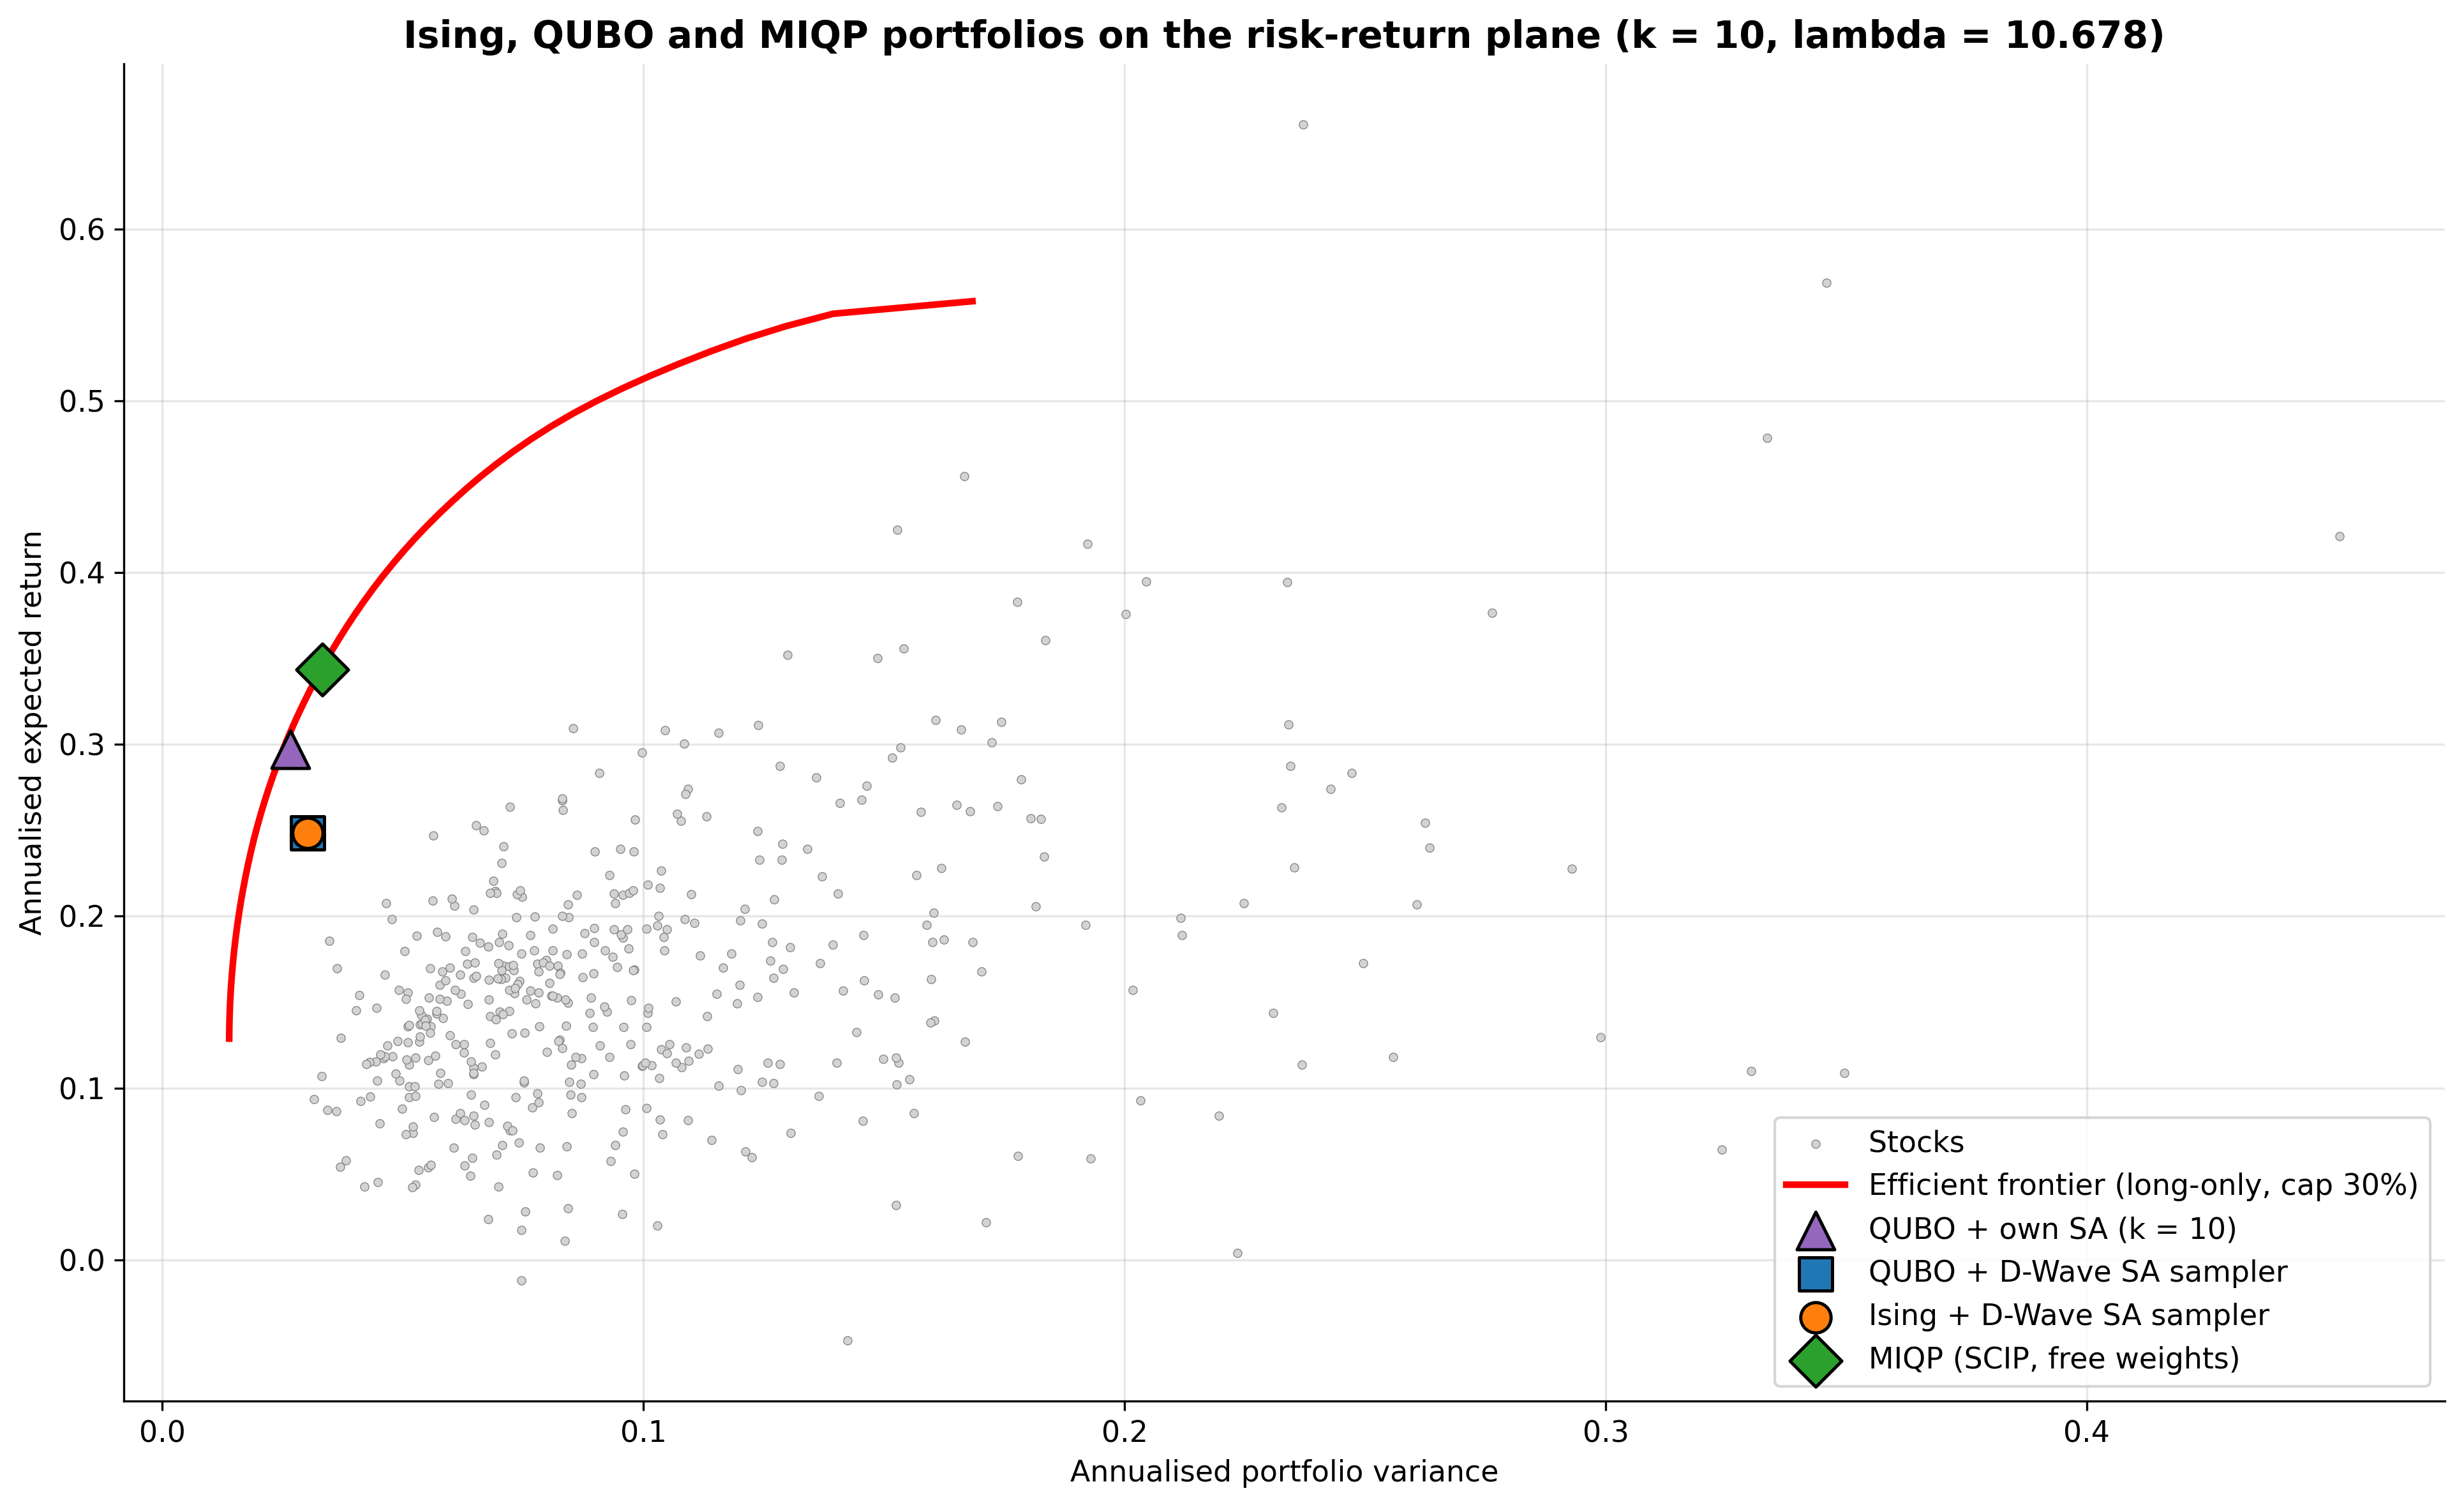 Ising, QUBO and MIQP portfolios on the risk-return plane (k = 10, lambda = 10.678)
Annualised expected return
0.6
0.5
0.4
0.3
0.2
0.1
0.0
Stocks
Efficient frontier (long-only, cap 30%)
QUBO + own SA (k = 10)
QUBO + D-Wave SA sampler
Ising + D-Wave SA sampler
MIQP (SCIP, free weights)
0.0 0.1 0.2 0.3 0.4
Annualised portfolio variance